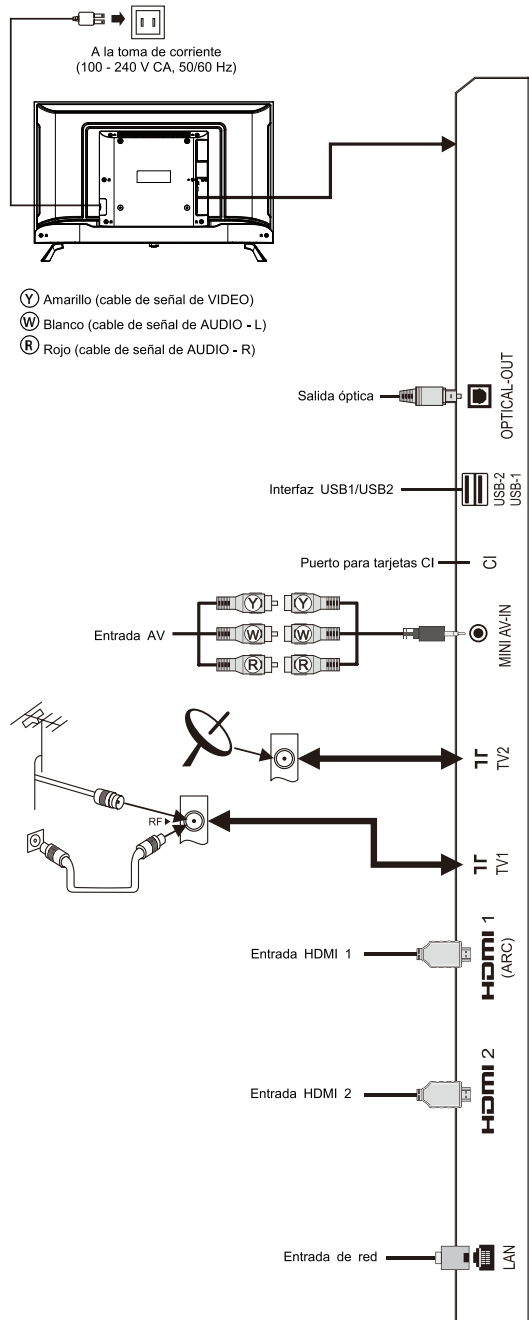 A la toma de corriente
(100 - 240 V CA, 50/60 Hz)
Y Amarillo (cable de señal de VIDEO)
W Blanco (cable de señal de AUDIO - L)
R Rojo (cable de señal de AUDIO - R)
Salida óptica
OPTICAL-OUT
Interfaz USB1/USB2
USB-2
USB-1
Puerto para tarjetas CI
CI
Entrada AV
Y Y
W W
R R
MINI AV-IN
TV2
RF
TV1
Entrada HDMI 1
HDMI 1
(ARC)
Entrada HDMI 2
HDMI 2
Entrada de red
LAN